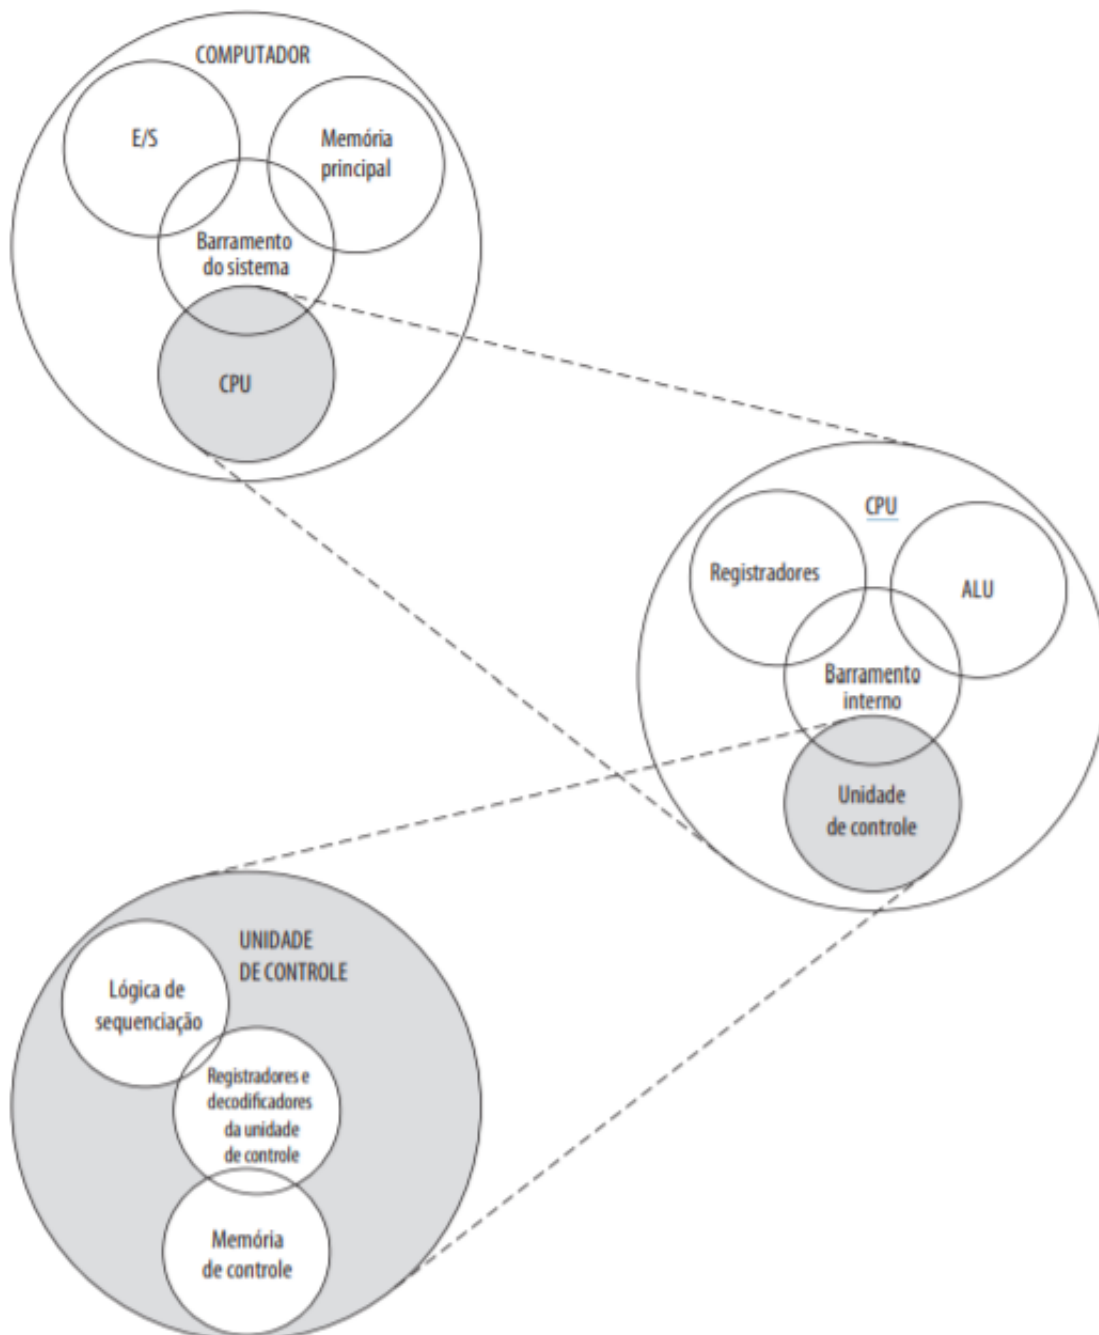 COMPUTADOR
E/S
Memória
principal
Barramento
do sistema
CPU
CPU
Registradores
ALU
Barramento
interno
Unidade
de controle
UNIDADE
DE CONTROLE
Lógica de
sequenciação
Registradores e
decodificadores
da unidade
de controle
Memória
de controle